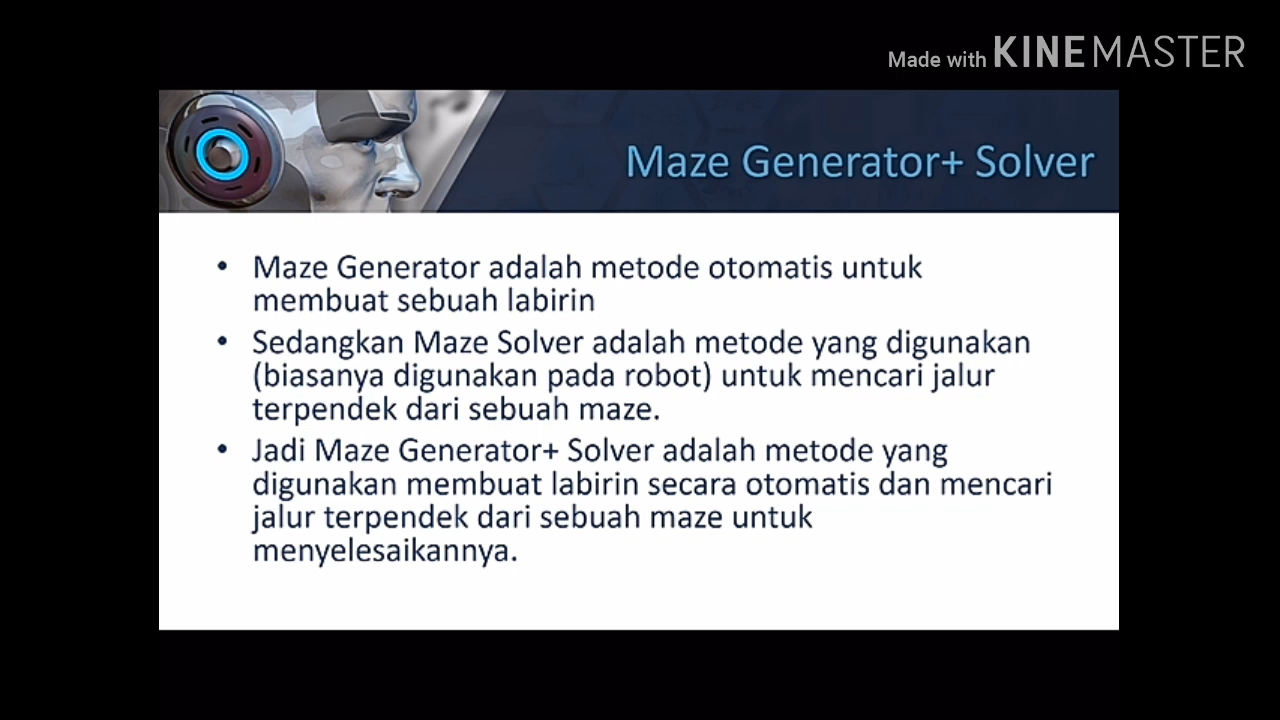 Made with KINEMASTER
Maze Generator+ Solver
• Maze Generator adalah metode otomatis untuk
membuat sebuah labirin
• Sedangkan Maze Solver adalah metode yang digunakan
(biasanya digunakan pada robot) untuk mencari jalur
terpendek dari sebuah maze.
• Jadi Maze Generator+ Solver adalah metode yang
digunakan membuat labirin secara otomatis dan mencari
jalur terpendek dari sebuah maze untuk
menyelesaikannya.